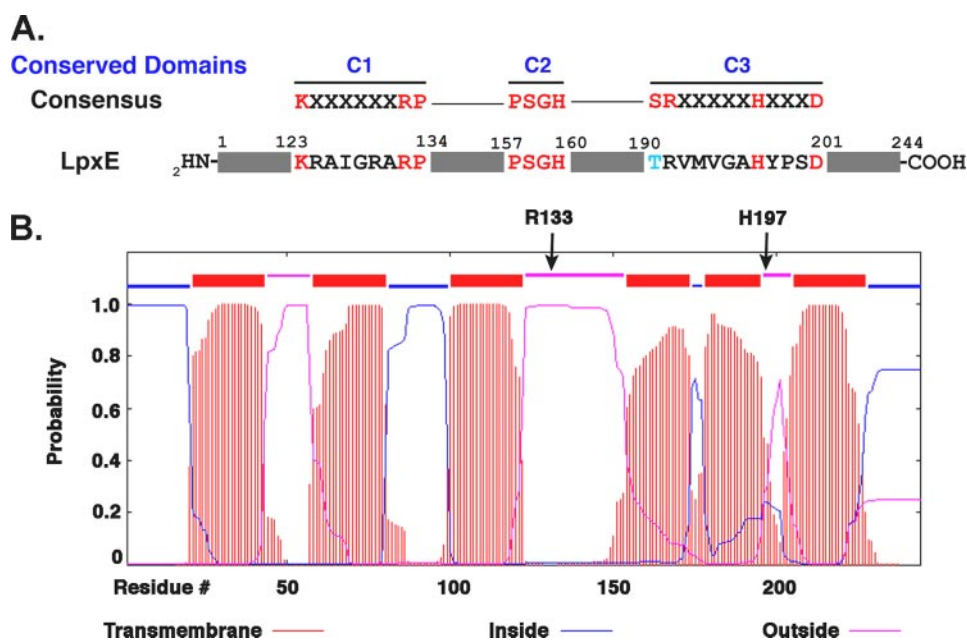 A.
Conserved Domains C1 C2 C3
Consensus KXXXXXXRP PSGH SRXXXXXHXXXD
1 123 134 157 160 190 201 244
LpxE 2HN- KRAIGRARP PSGH TRVMVGAHYPSD -COOH
B.
R133 H197
1.0
0.8
0.6
0.4
0.2
0
Probability
Residue # 50 100 150 200
Transmembrane Inside Outside